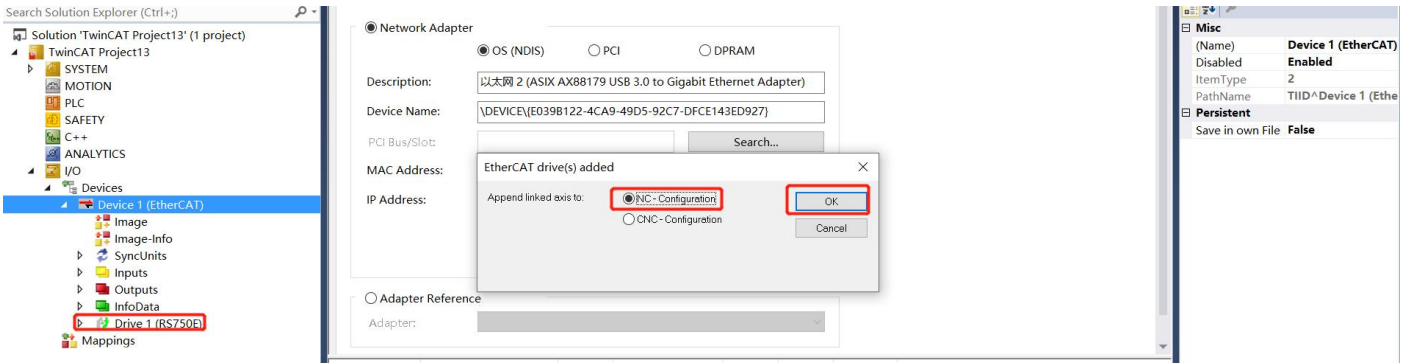 Search Solution Explorer (Ctrl+;)
Solution 'TwinCAT Project13' (1 project)
TwinCAT Project13
SYSTEM
MOTION
PLC
SAFETY
C++
ANALYTICS
I/O
Devices
Device 1 (EtherCAT)
Image
Image-Info
SyncUnits
Inputs
Outputs
InfoData
Drive 1 (RS750E)
Mappings
Network Adapter
OS (NDIS) PCI DPRAM
Description: 以太网 2 (ASIX AX88179 USB 3.0 to Gigabit Ethernet Adapter)
Device Name: \DEVICE\{E039B122-4CA9-49D5-92C7-DFCE143ED927}
PCI Bus/Slot: Search...
MAC Address:
IP Address:
EtherCAT drive(s) added
Append linked axis to: NC - Configuration OK
CNC - Configuration Cancel
Adapter Reference
Adapter:
Misc
(Name) Device 1 (EtherCAT)
Disabled Enabled
ItemType 2
PathName TIID^Device 1 (Ethe
Persistent
Save in own File False